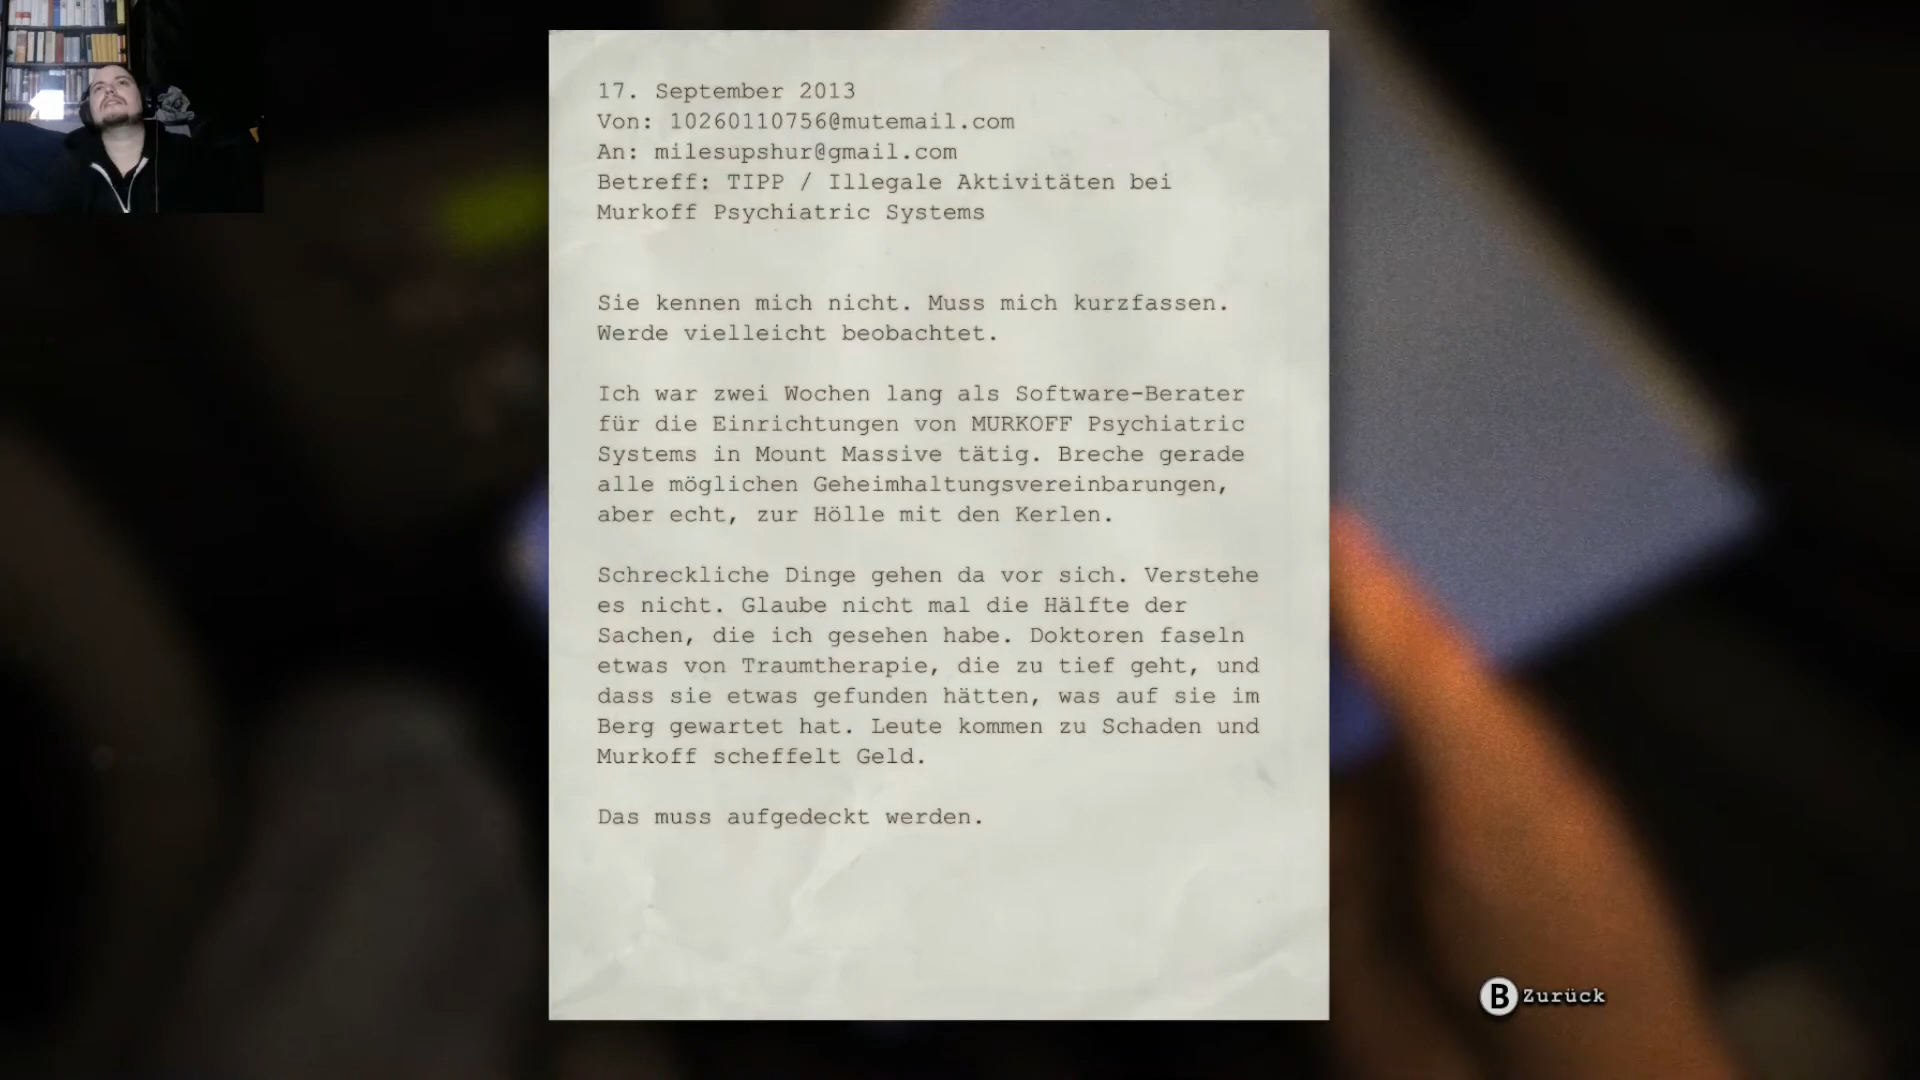 17. September 2013
Von: 10260110756@mutemail.com
An: milesupshur@gmail.com
Betreff: TIPP / Illegale Aktivitäten bei
Murkoff Psychiatric Systems
Sie kennen mich nicht. Muss mich kurzfassen.
Werde vielleicht beobachtet.
Ich war zwei Wochen lang als Software-Berater
für die Einrichtungen von MURKOFF Psychiatric
Systems in Mount Massive tätig. Breche gerade
alle möglichen Geheimhaltungsvereinbarungen,
aber echt, zur Hölle mit den Kerlen.
Schreckliche Dinge gehen da vor sich. Verstehe
es nicht. Glaube nicht mal die Hälfte der
Sachen, die ich gesehen habe. Doktoren faseln
etwas von Traumtherapie, die zu tief geht, und
dass sie etwas gefunden hätten, was auf sie im
Berg gewartet hat. Leute kommen zu Schaden und
Murkoff scheffelt Geld.
Das muss aufgedeckt werden.
B Zurück